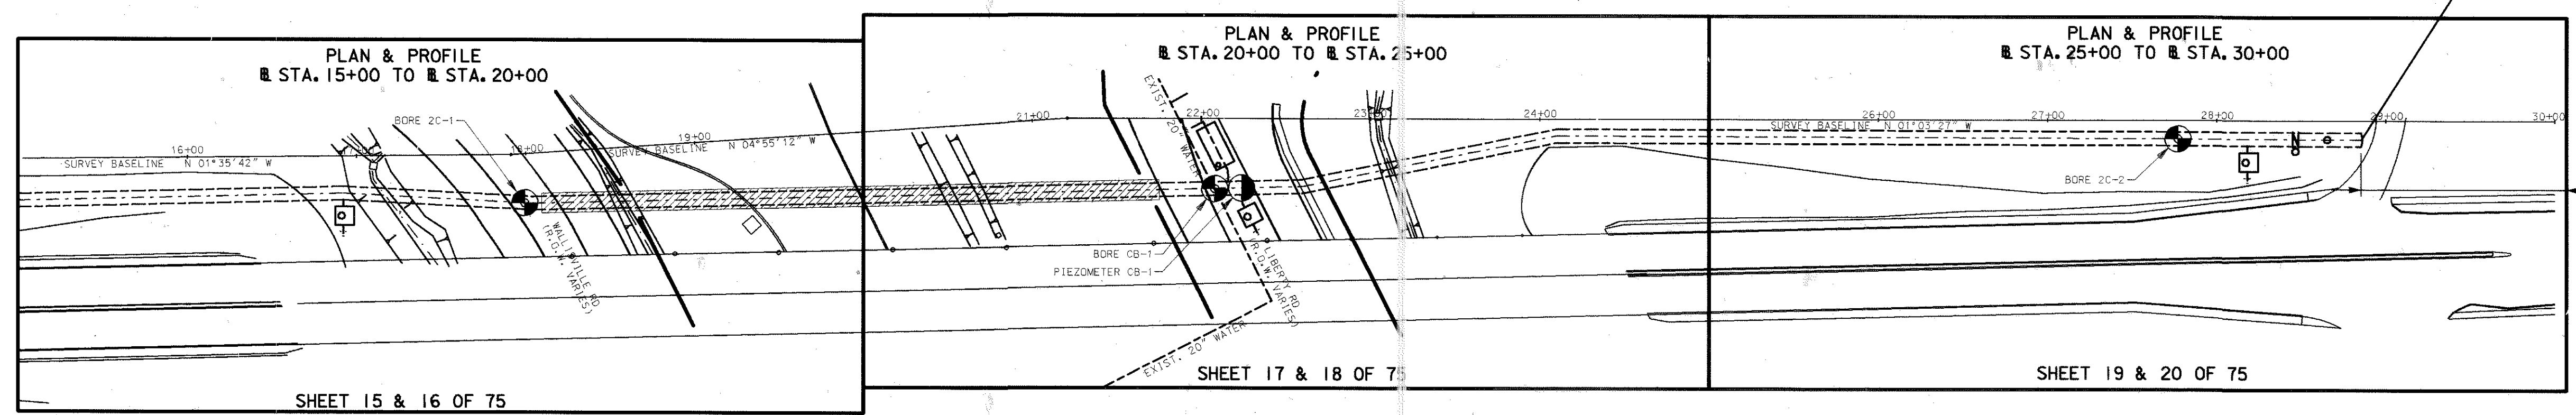 PLAN & PROFILE
℄ STA. 15+00 TO ℄ STA. 20+00
BORE 2C-1
16+00
18+00
19+00
SURVEY BASELINE N 01°35'42" W
SURVEY BASELINE N 04°55'12" W
WALLISVILLE RD
(R.O.W. VARIES)
SHEET 15 & 16 OF 75
PLAN & PROFILE
℄ STA. 20+00 TO ℄ STA. 25+00
EXIST. 20" WATER
21+00
22+00
23+00
24+00
BORE CB-1
PIEZOMETER CB-1
LIBERTY RD
(R.O.W. VARIES)
EXIST. 20" WATER
SHEET 17 & 18 OF 75
PLAN & PROFILE
℄ STA. 25+00 TO ℄ STA. 30+00
26+00
27+00
28+00
29+00
30+00
SURVEY BASELINE N 01°03'27" W
N
BORE 2C-2
SHEET 19 & 20 OF 75